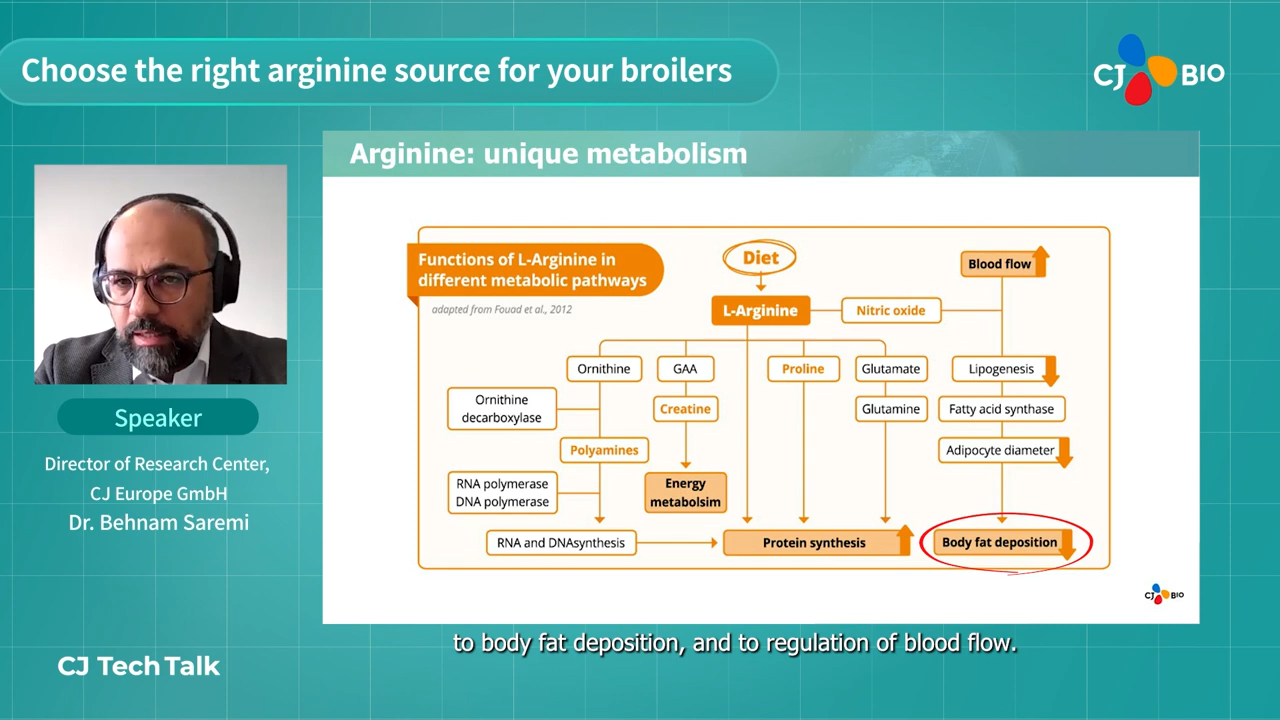 Choose the right arginine source for your broilers
CJ BIO
Arginine: unique metabolism
Functions of L-Arginine in
different metabolic pathways
adapted from Fouad et al., 2012
Diet
Blood flow
L-Arginine
Nitric oxide
Ornithine
GAA
Proline
Glutamate
Lipogenesis
Ornithine
decarboxylase
Creatine
Glutamine
Fatty acid synthase
Polyamines
Adipocyte diameter
RNA polymerase
DNA polymerase
Energy
metabolsim
RNA and DNAsynthesis
Protein synthesis
Body fat deposition
CJ BIO
Speaker
Director of Research Center,
CJ Europe GmbH
Dr. Behnam Saremi
to body fat deposition, and to regulation of blood flow.
CJ Tech Talk